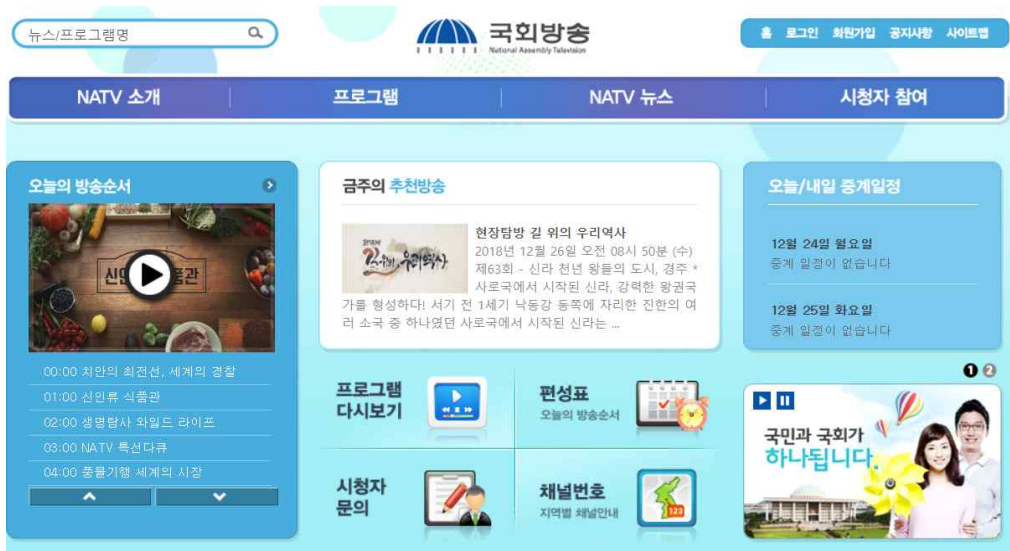 뉴스/프로그램명
국회방송
National Assembly Television
홈 로그인 회원가입 공지사항 사이트맵
NATV 소개
프로그램
NATV 뉴스
시청자 참여
오늘의 방송순서
신인류 식품관
00:00 치안의 최전선, 세계의 경찰
01:00 신인류 식품관
02:00 생명탐사 와일드 라이프
03:00 NATV 특선다큐
04:00 풍물기행 세계의 시장
금주의 추천방송
길위의 우리역사
현장탐방 길 위의 우리역사
2018년 12월 26일 오전 08시 50분 (수)
제63회 - 신라 천년 왕들의 도시, 경주 *
사로국에서 시작된 신라, 강력한 왕권국
가를 형성하다! 서기 전 1세기 낙동강 동쪽에 자리한 진한의 여
러 소국 중 하나였던 사로국에서 시작된 신라는 ...
오늘/내일 중계일정
12월 24일 월요일
중계 일정이 없습니다
12월 25일 화요일
중계 일정이 없습니다
프로그램
다시보기
편성표
오늘의 방송순서
시청자
문의
채널번호
지역별 채널안내
123
1 2
국민과 국회가
하나됩니다.